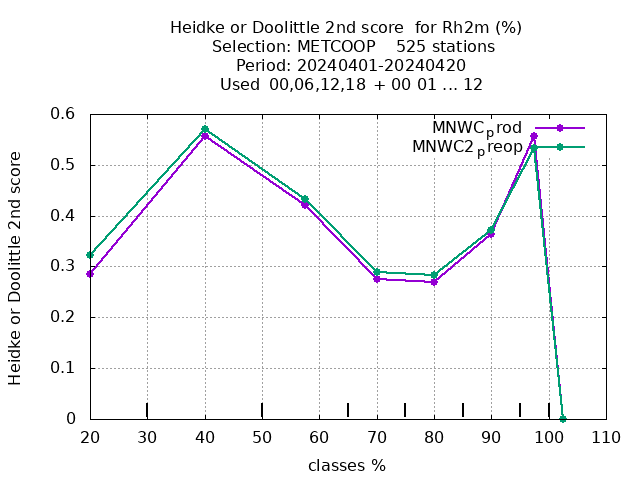 Heidke or Doolittle 2nd score  for Rh2m (%)
Selection: METCOOP    525 stations
Period: 20240401-20240420
Used  00,06,12,18 + 00 01 ... 12
MNWCprod
MNWC2preop
Heidke or Doolittle 2nd score
0.6
0.5
0.4
0.3
0.2
0.1
0
20 30 40 50 60 70 80 90 100 110
classes %